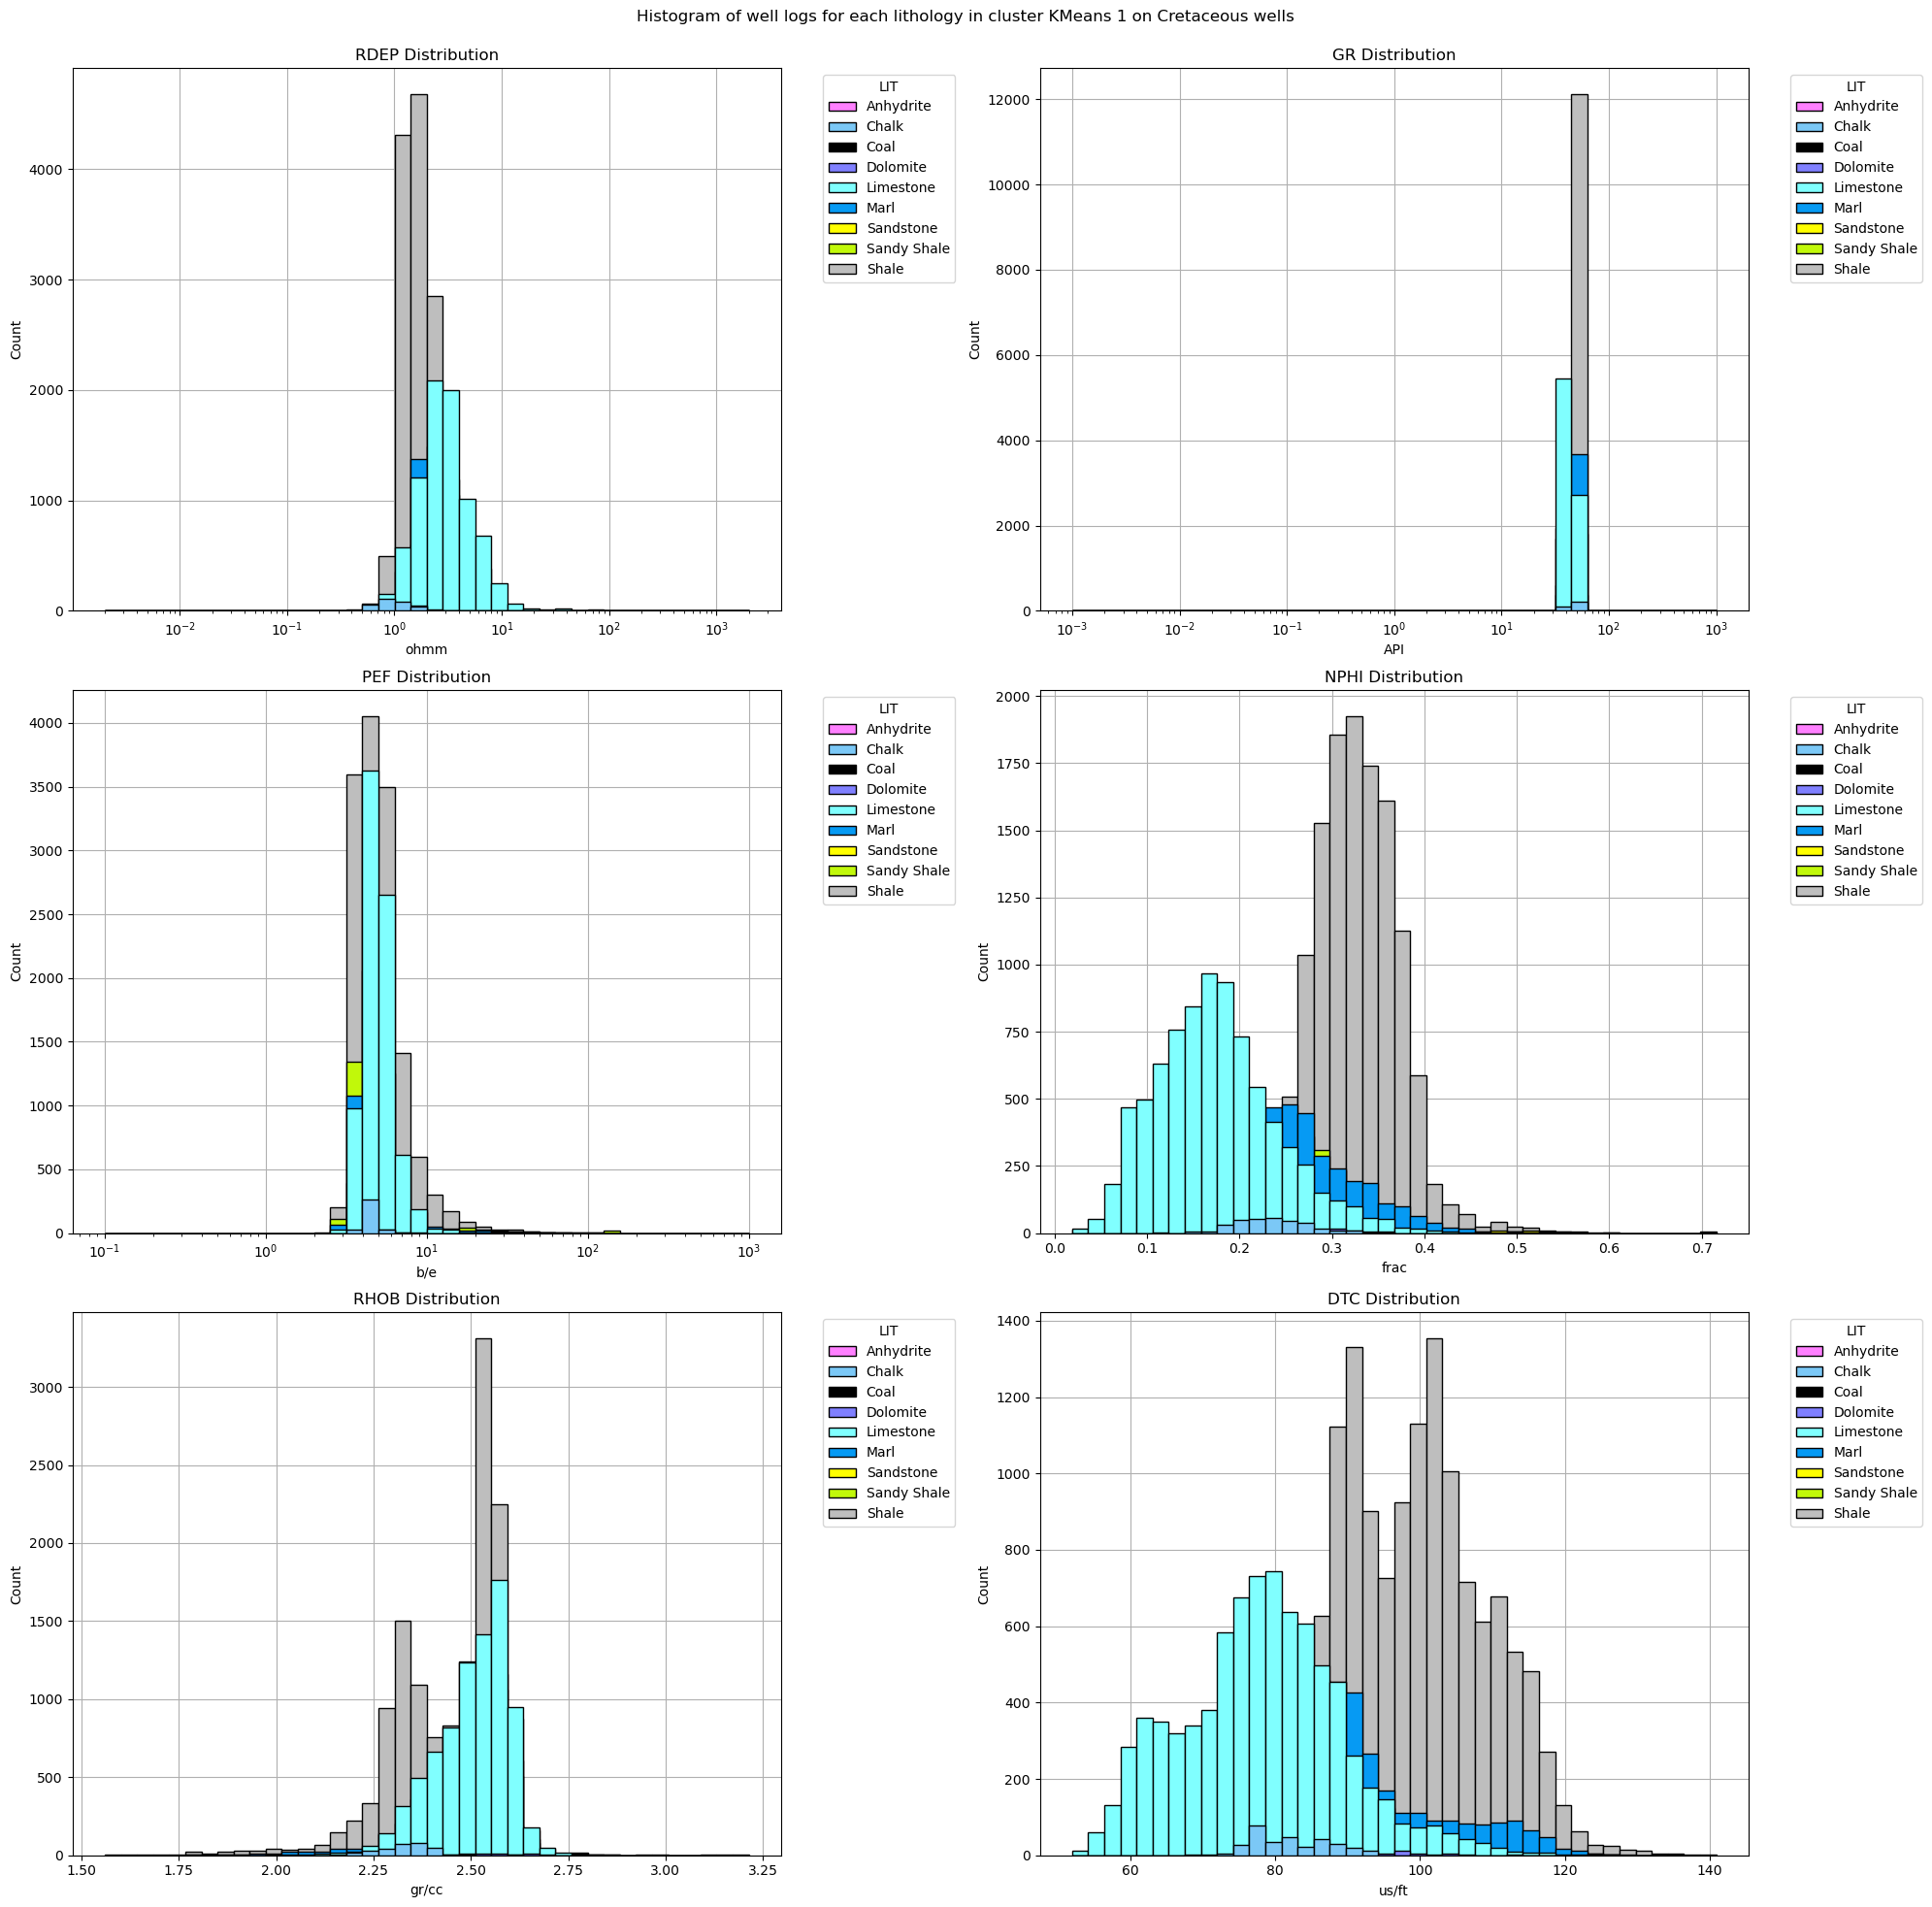 Histogram of well logs for each lithology in cluster KMeans 1 on Cretaceous wells
RDEP Distribution
Count
0
1000
2000
3000
4000
10⁻²
10⁻¹
10⁰
10¹
10²
10³
ohmm
LIT
Anhydrite
Chalk
Coal
Dolomite
Limestone
Marl
Sandstone
Sandy Shale
Shale
GR Distribution
Count
0
2000
4000
6000
8000
10000
12000
10⁻³
10⁻²
10⁻¹
10⁰
10¹
10²
10³
API
LIT
Anhydrite
Chalk
Coal
Dolomite
Limestone
Marl
Sandstone
Sandy Shale
Shale
PEF Distribution
Count
0
500
1000
1500
2000
2500
3000
3500
4000
10⁻¹
10⁰
10¹
10²
10³
b/e
LIT
Anhydrite
Chalk
Coal
Dolomite
Limestone
Marl
Sandstone
Sandy Shale
Shale
NPHI Distribution
Count
0
250
500
750
1000
1250
1500
1750
2000
0.0
0.1
0.2
0.3
0.4
0.5
0.6
0.7
frac
LIT
Anhydrite
Chalk
Coal
Dolomite
Limestone
Marl
Sandstone
Sandy Shale
Shale
RHOB Distribution
Count
0
500
1000
1500
2000
2500
3000
1.50
1.75
2.00
2.25
2.50
2.75
3.00
3.25
gr/cc
LIT
Anhydrite
Chalk
Coal
Dolomite
Limestone
Marl
Sandstone
Sandy Shale
Shale
DTC Distribution
Count
0
200
400
600
800
1000
1200
1400
60
80
100
120
140
us/ft
LIT
Anhydrite
Chalk
Coal
Dolomite
Limestone
Marl
Sandstone
Sandy Shale
Shale